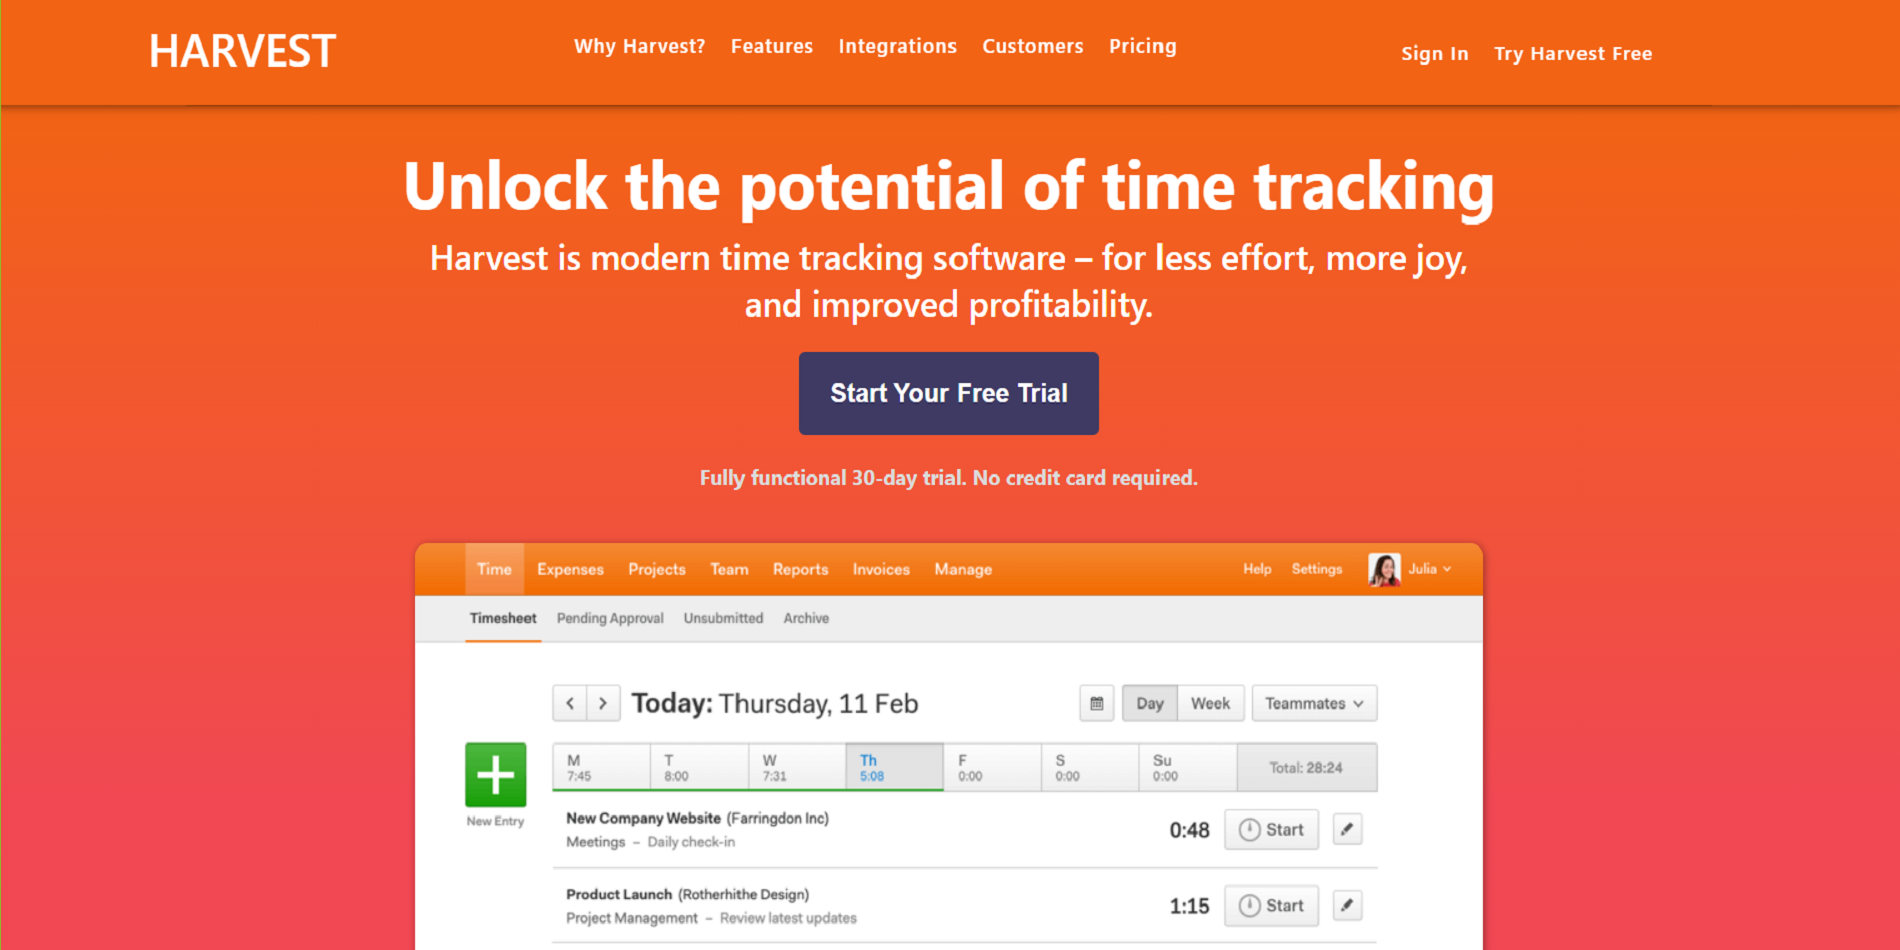 HARVEST
Why Harvest? Features Integrations Customers Pricing
Sign In Try Harvest Free
Unlock the potential of time tracking
Harvest is modern time tracking software – for less effort, more joy,
and improved profitability.
Start Your Free Trial
Fully functional 30-day trial. No credit card required.
Time Expenses Projects Team Reports Invoices Manage Help Settings Julia
Timesheet Pending Approval Unsubmitted Archive
Today: Thursday, 11 Feb Day Week Teammates
M T W Th F S Su
7:45 8:00 7:31 5:08 0:00 0:00 0:00 Total: 28:24
New Entry
New Company Website (Farringdon Inc)
Meetings – Daily check-in
0:48 Start
Product Launch (Rotherhithe Design)
Project Management – Review latest updates
1:15 Start